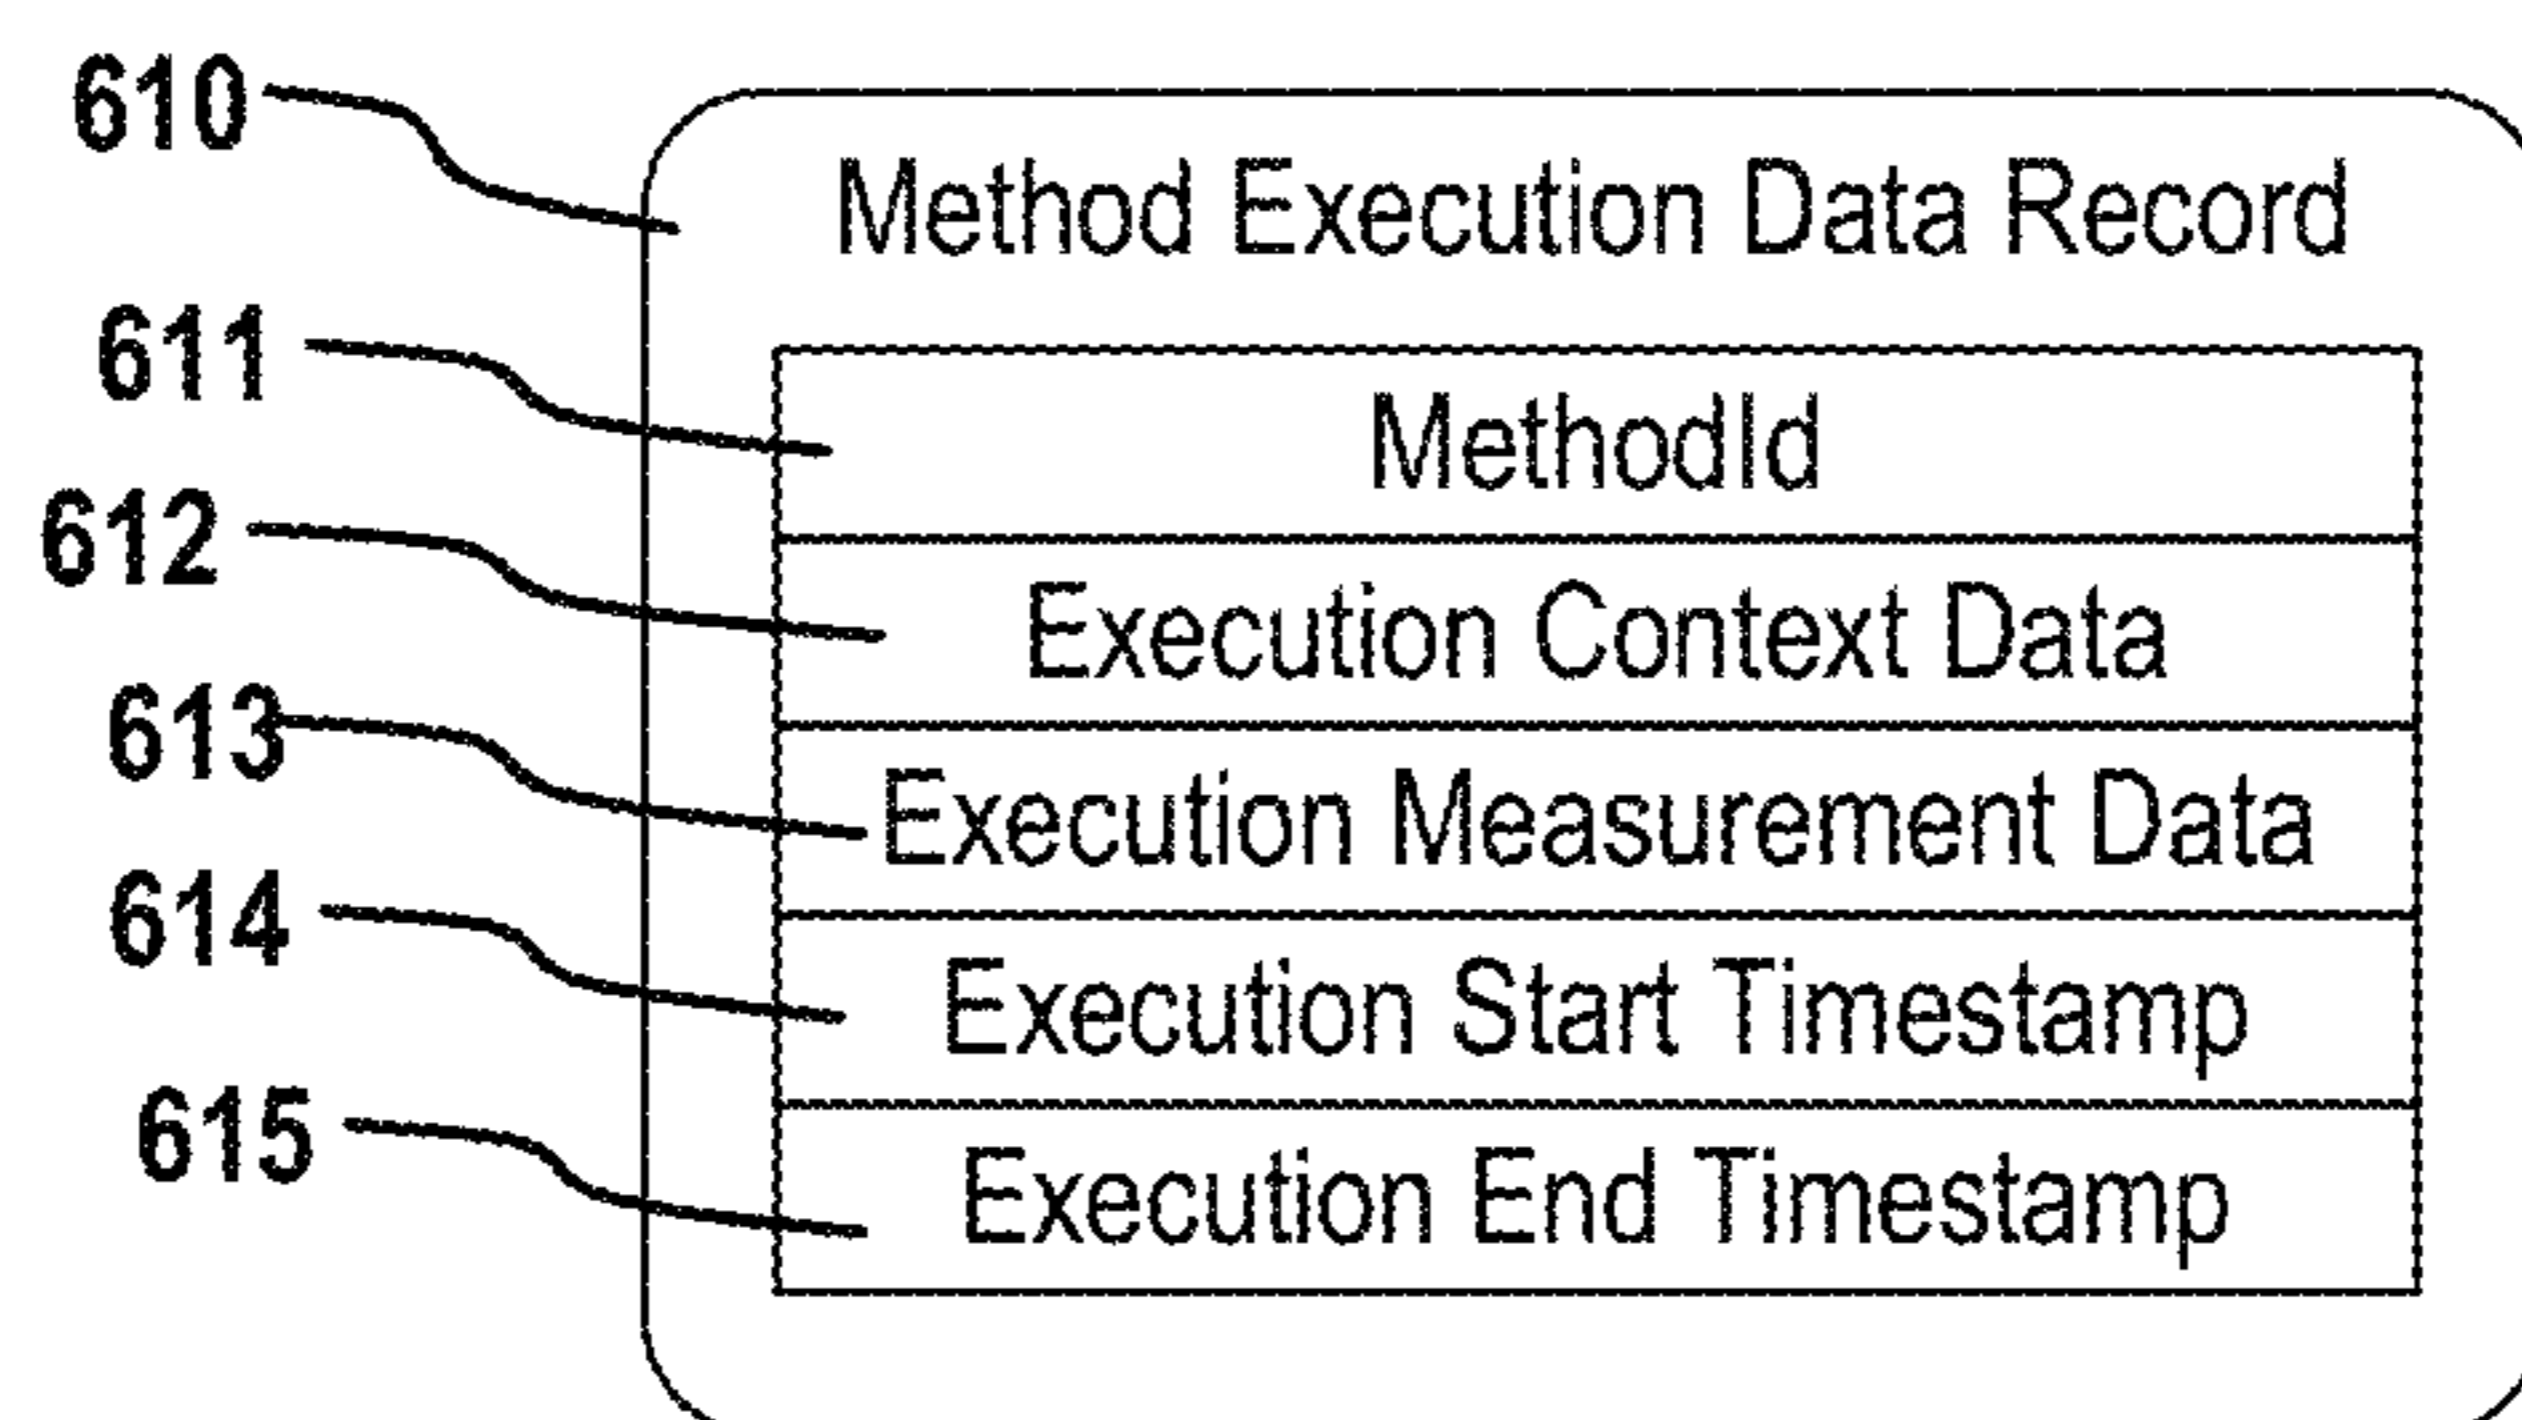 610
Method Execution Data Record
611
MethodId
612
Execution Context Data
613
Execution Measurement Data
614
Execution Start Timestamp
615
Execution End Timestamp